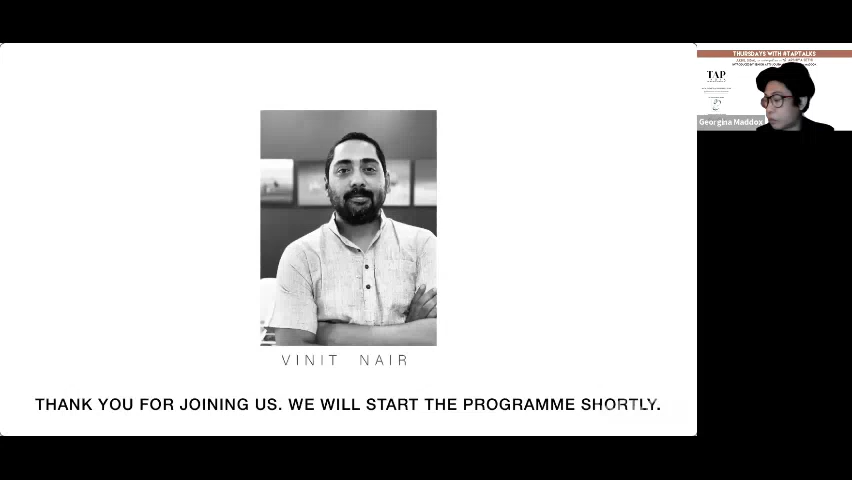 VINIT NAIR
THANK YOU FOR JOINING US. WE WILL START THE PROGRAMME SHORTLY.
THURSDAYS WITH #TAPTALKS
TAP
Georgina Maddox